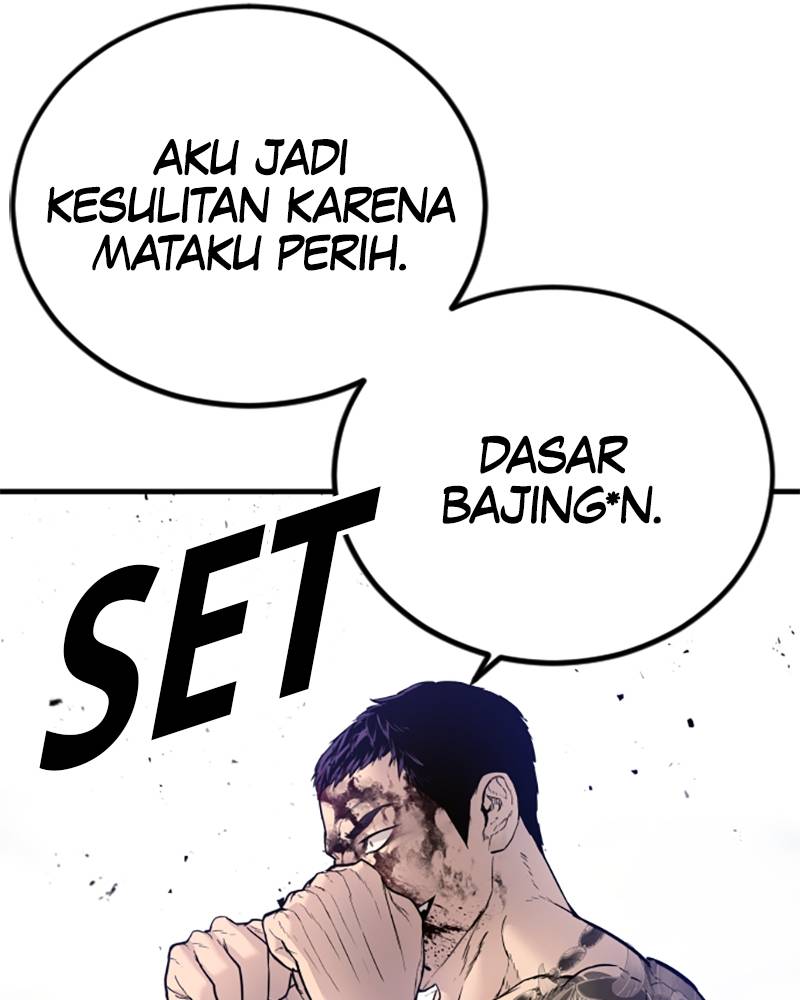 AKU JADI
KESULITAN KARENA
MATAKU PERIH.
DASAR
BAJING*N.
SET